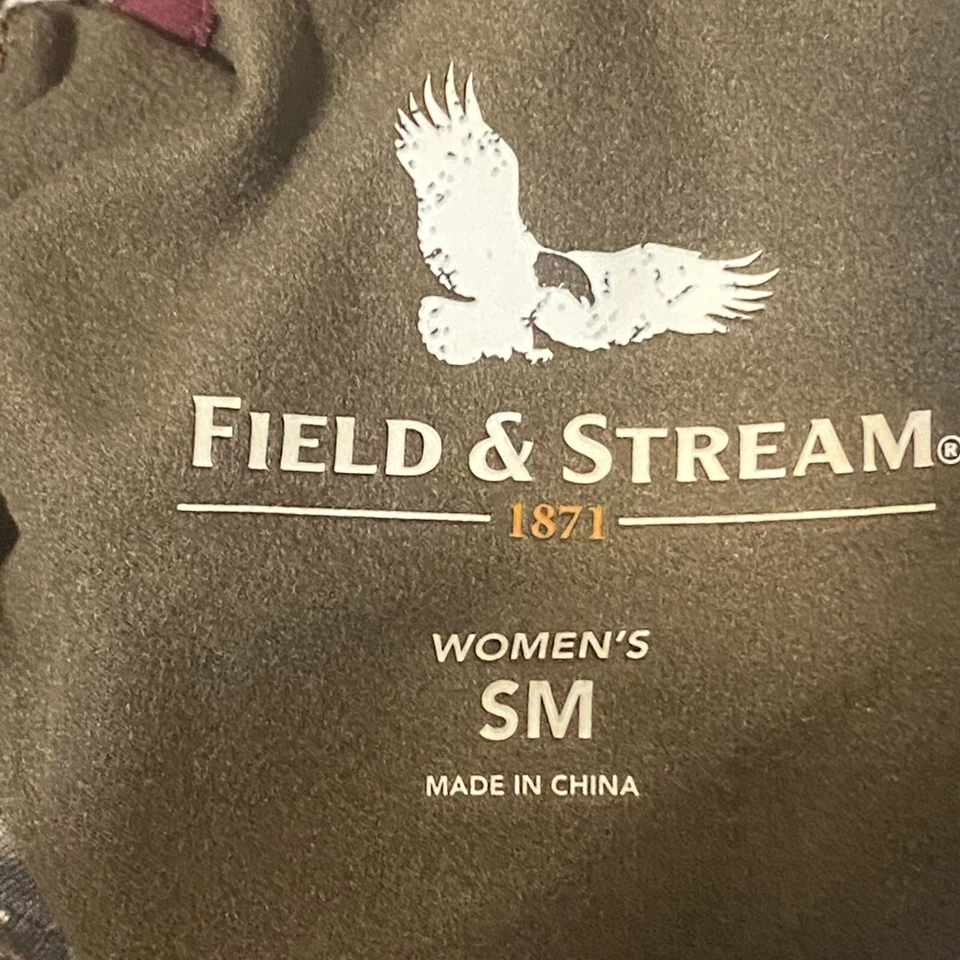 FIELD & STREAM®
1871
WOMEN'S
SM
MADE IN CHINA